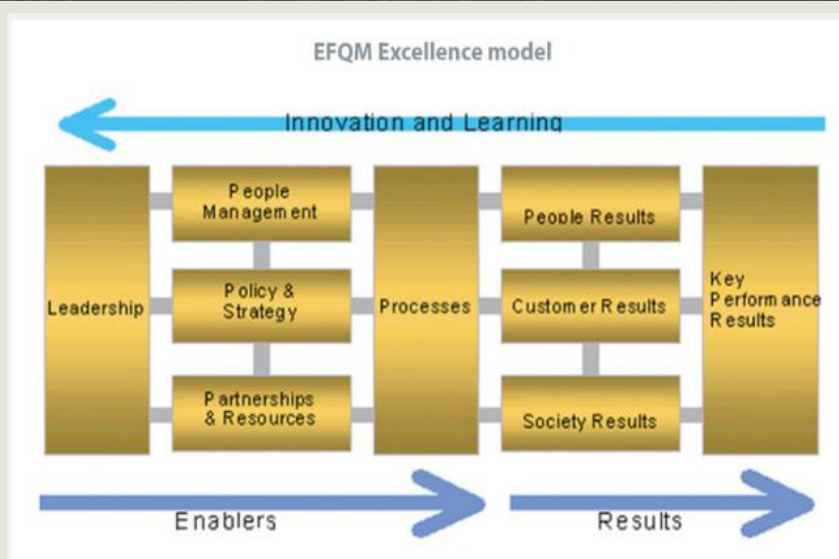 EFQM Excellence model
Innovation and Learning
People
Management
People Results
Leadership
Policy &
Strategy
Processes
Customer Results
Key
Performance
Results
Partnerships
& Resources
Society Results
Enablers
Results